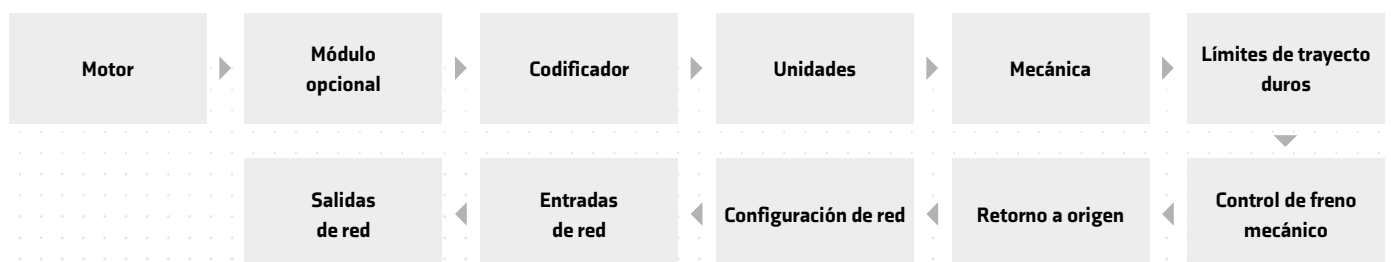 Motor
Módulo
opcional
Codificador
Unidades
Mecánica
Límites de trayecto
duros
Control de freno
mecánico
Retorno a origen
Configuración de red
Entradas
de red
Salidas
de red